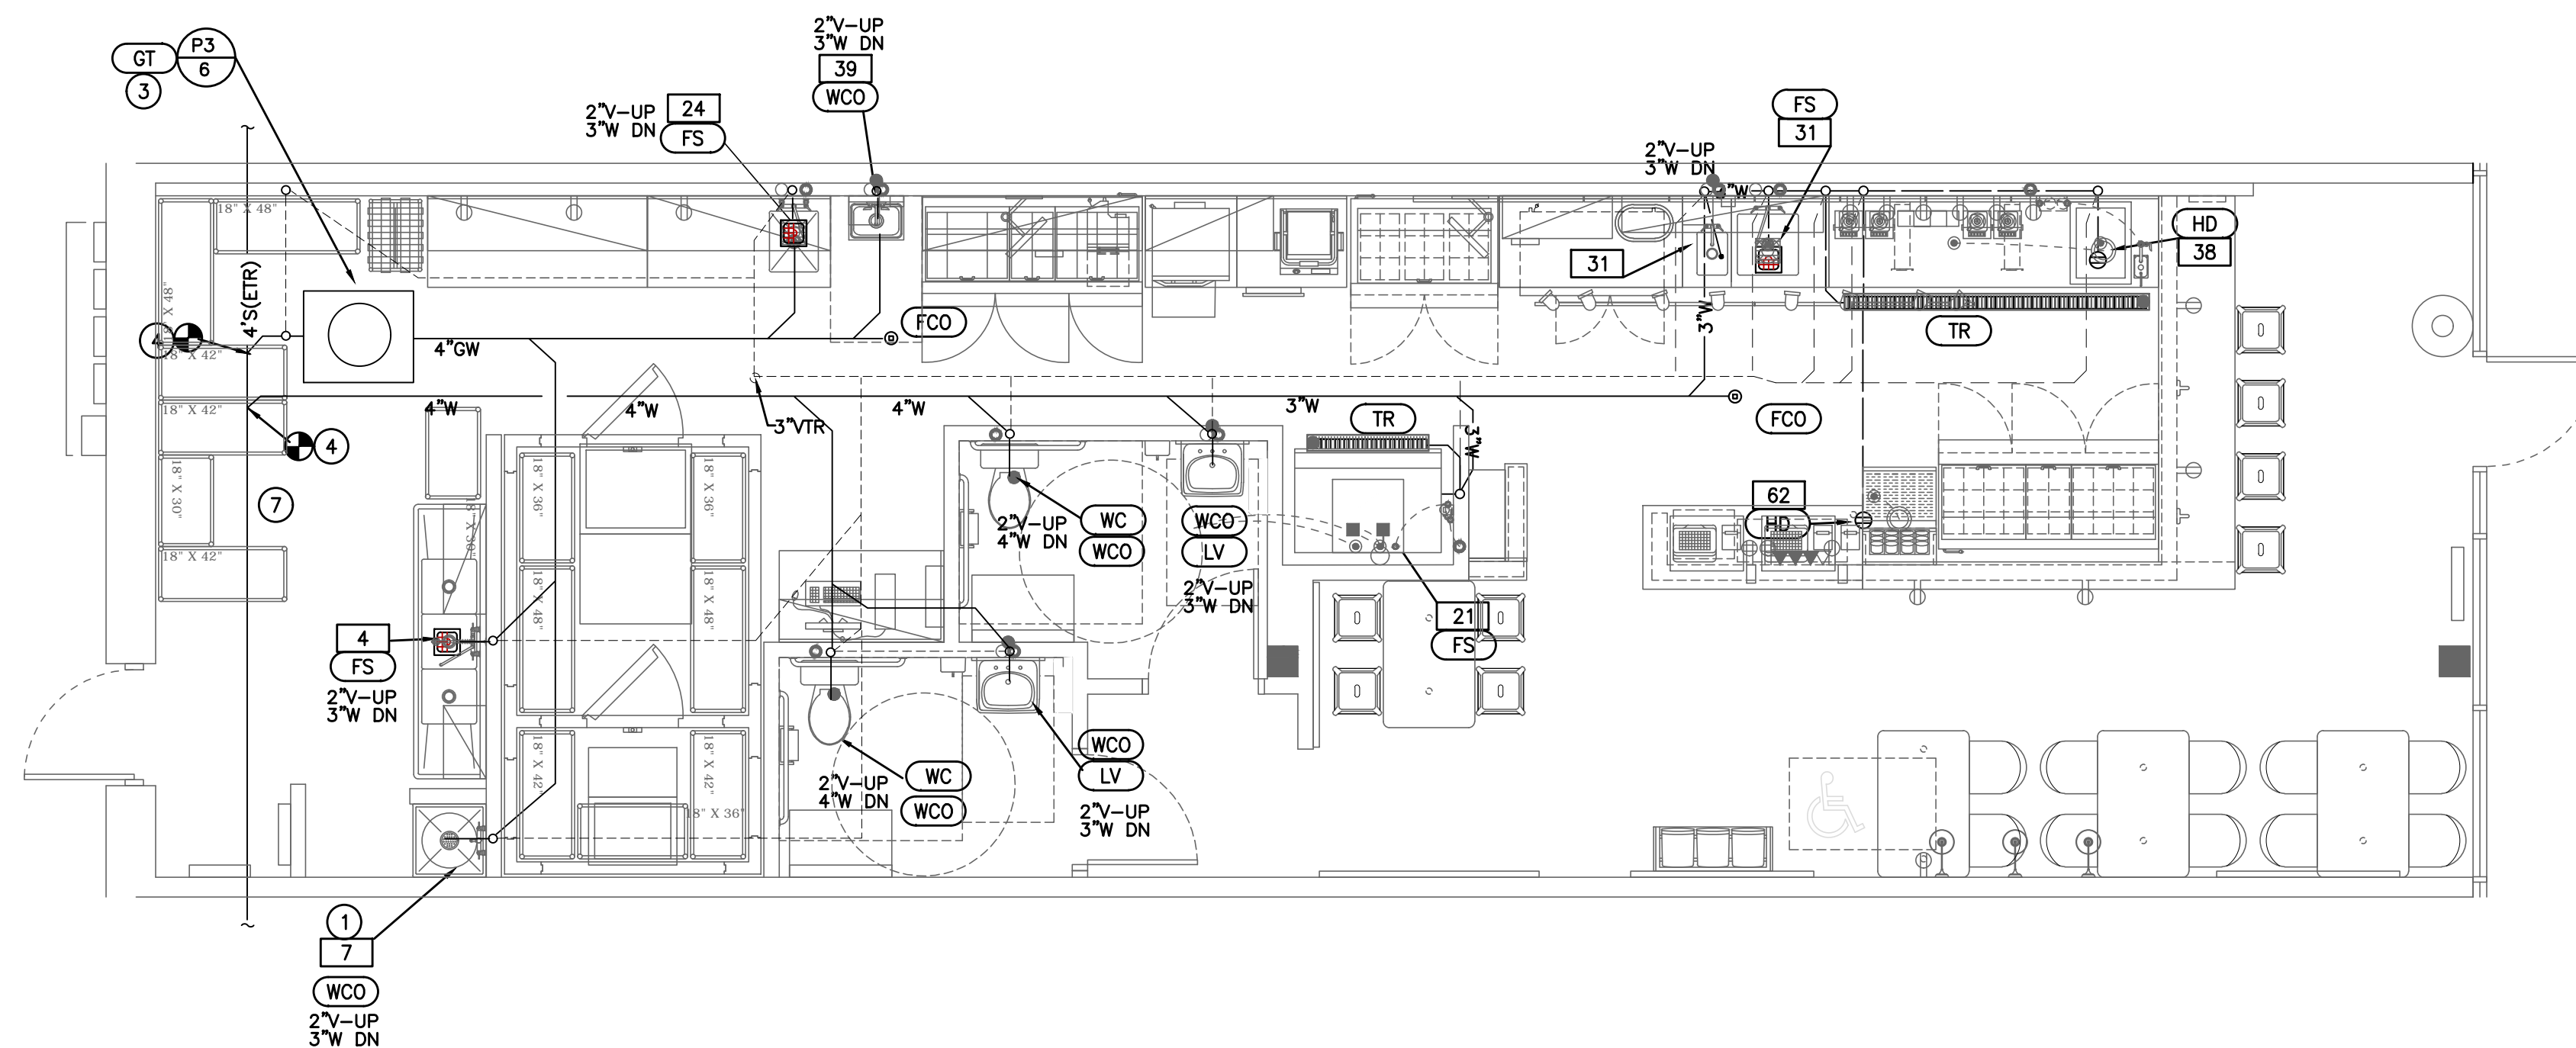 2"V-UP
3"W DN
39
WCO
GT
P3
6
3
2"V-UP
3"W DN
24
FS
FS
31
2"V-UP
3"W DN
"W
18" X 48"
18" X 48"
4'S(ETR)
31
HD
38
4
18" X 42"
4"GW
FCO
3"W
TR
18" X 42"
4"W
4"W
4"W
3"VTR
3"W
TR
FCO
4
3"W
18" X 30"
7
18" X 36"
18" X 36"
18" X 36"
62
HD
2"V-UP
4"W DN
WC
WCO
WCO
LV
2"V-UP
3"W DN
18" X 42"
18" X 48"
18" X 48"
21
FS
4
FS
2"V-UP
3"W DN
18" X 42"
18" X 42"
18" X 36"
2"V-UP
4"W DN
WC
WCO
WCO
LV
2"V-UP
3"W DN
1
7
WCO
2"V-UP
3"W DN